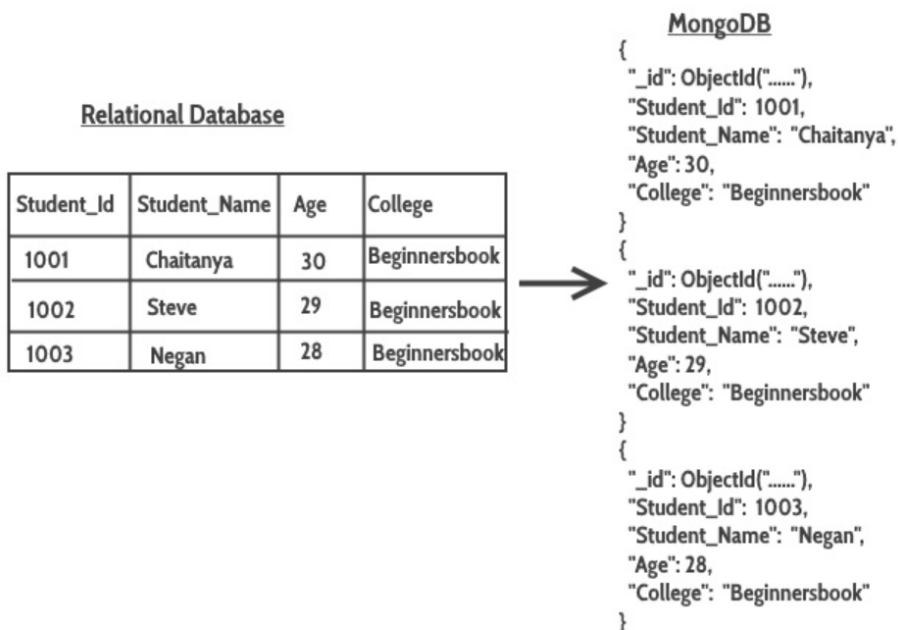 Relational Database
Student_Id Student_Name Age College
1001 Chaitanya 30 Beginnersbook
1002 Steve 29 Beginnersbook
1003 Negan 28 Beginnersbook
MongoDB
{
"_id": ObjectId("......"),
"Student_Id": 1001,
"Student_Name": "Chaitanya",
"Age": 30,
"College": "Beginnersbook"
}
{
"_id": ObjectId("......"),
"Student_Id": 1002,
"Student_Name": "Steve",
"Age": 29,
"College": "Beginnersbook"
}
{
"_id": ObjectId("......"),
"Student_Id": 1003,
"Student_Name": "Negan",
"Age": 28,
"College": "Beginnersbook"
}